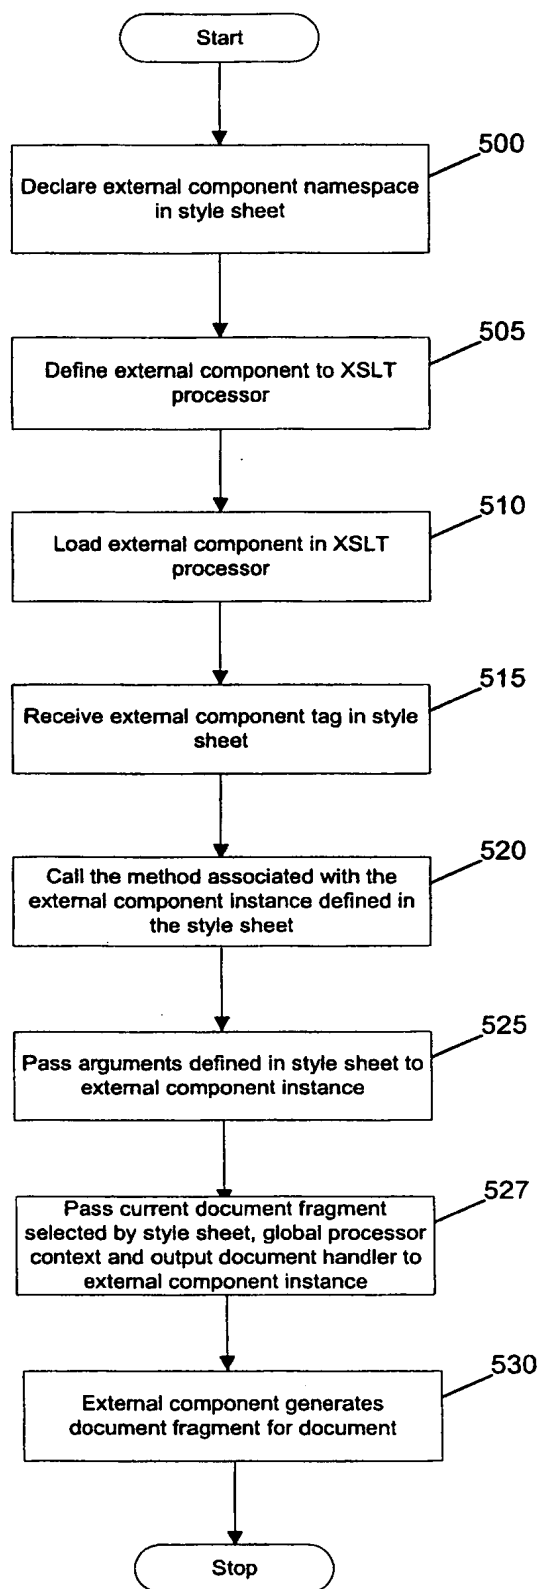 Start
500
Declare external component namespace
in style sheet
505
Define external component to XSLT
processor
510
Load external component in XSLT
processor
515
Receive external component tag in style
sheet
520
Call the method associated with the
external component instance defined in
the style sheet
525
Pass arguments defined in style sheet to
external component instance
527
Pass current document fragment
selected by style sheet, global processor
context and output document handler to
external component instance
530
External component generates
document fragment for document
Stop